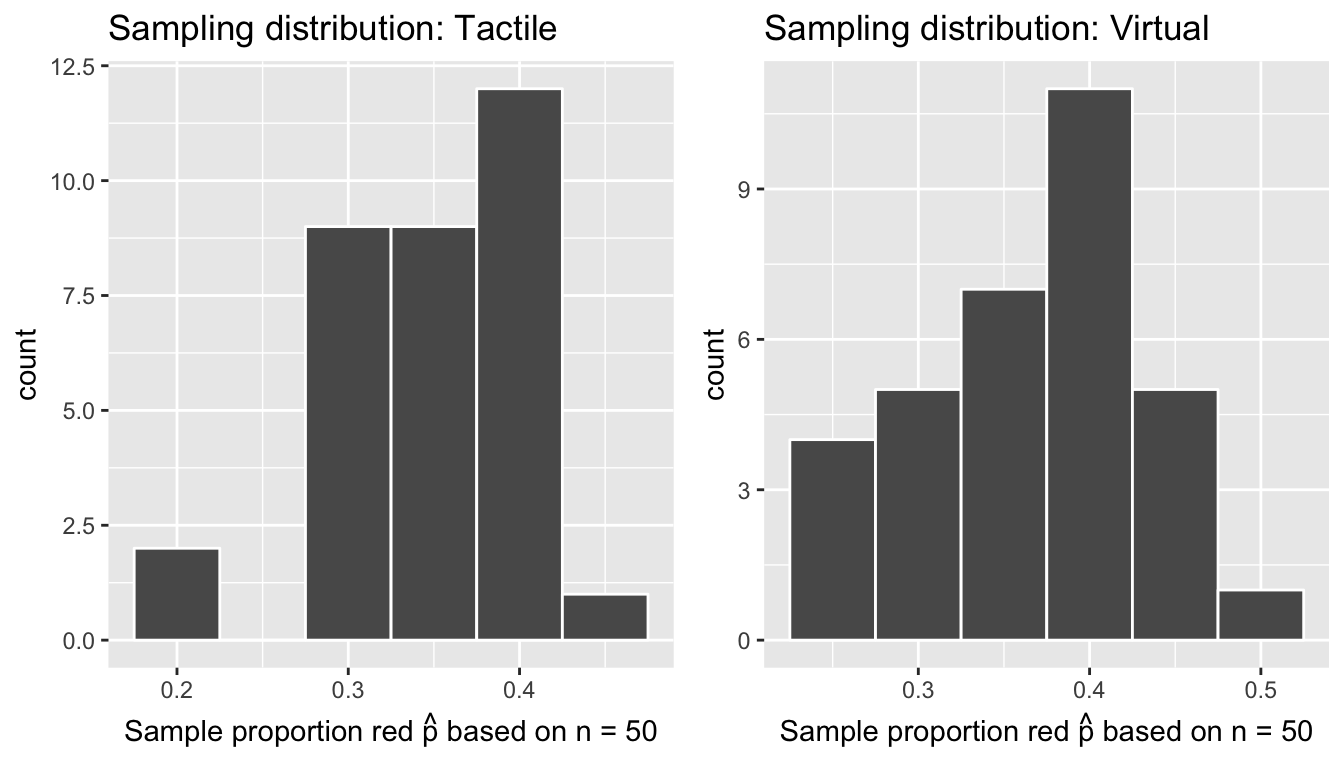 Sampling distribution: Tactile
12.5
10.0
7.5
5.0
2.5
0.0
count
0.2 0.3 0.4
Sample proportion red p̂ based on n = 50
Sampling distribution: Virtual
9
6
3
0
count
0.3 0.4 0.5
Sample proportion red p̂ based on n = 50